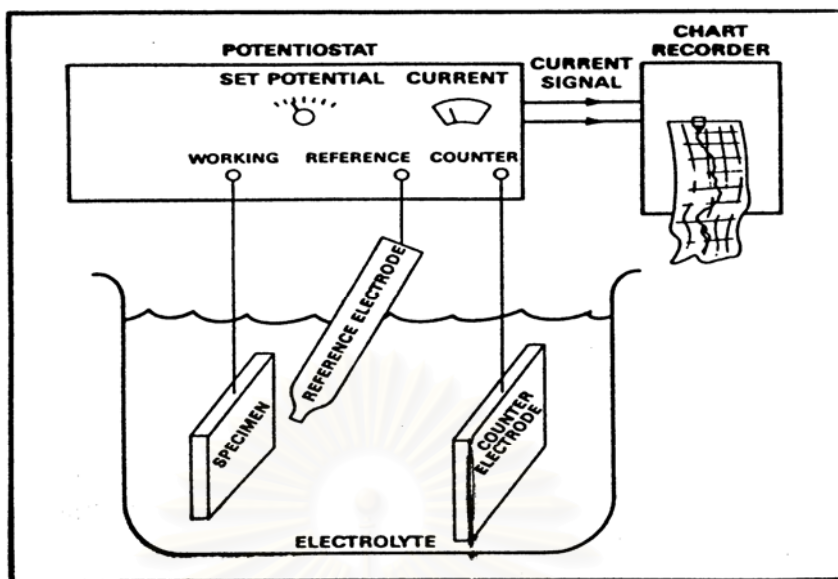 POTENTIOSTAT
SET POTENTIAL
CURRENT
WORKING
REFERENCE
COUNTER
CURRENT
SIGNAL
CHART
RECORDER
REFERENCE ELECTRODE
SPECIMEN
COUNTER
ELECTRODE
ELECTROLYTE